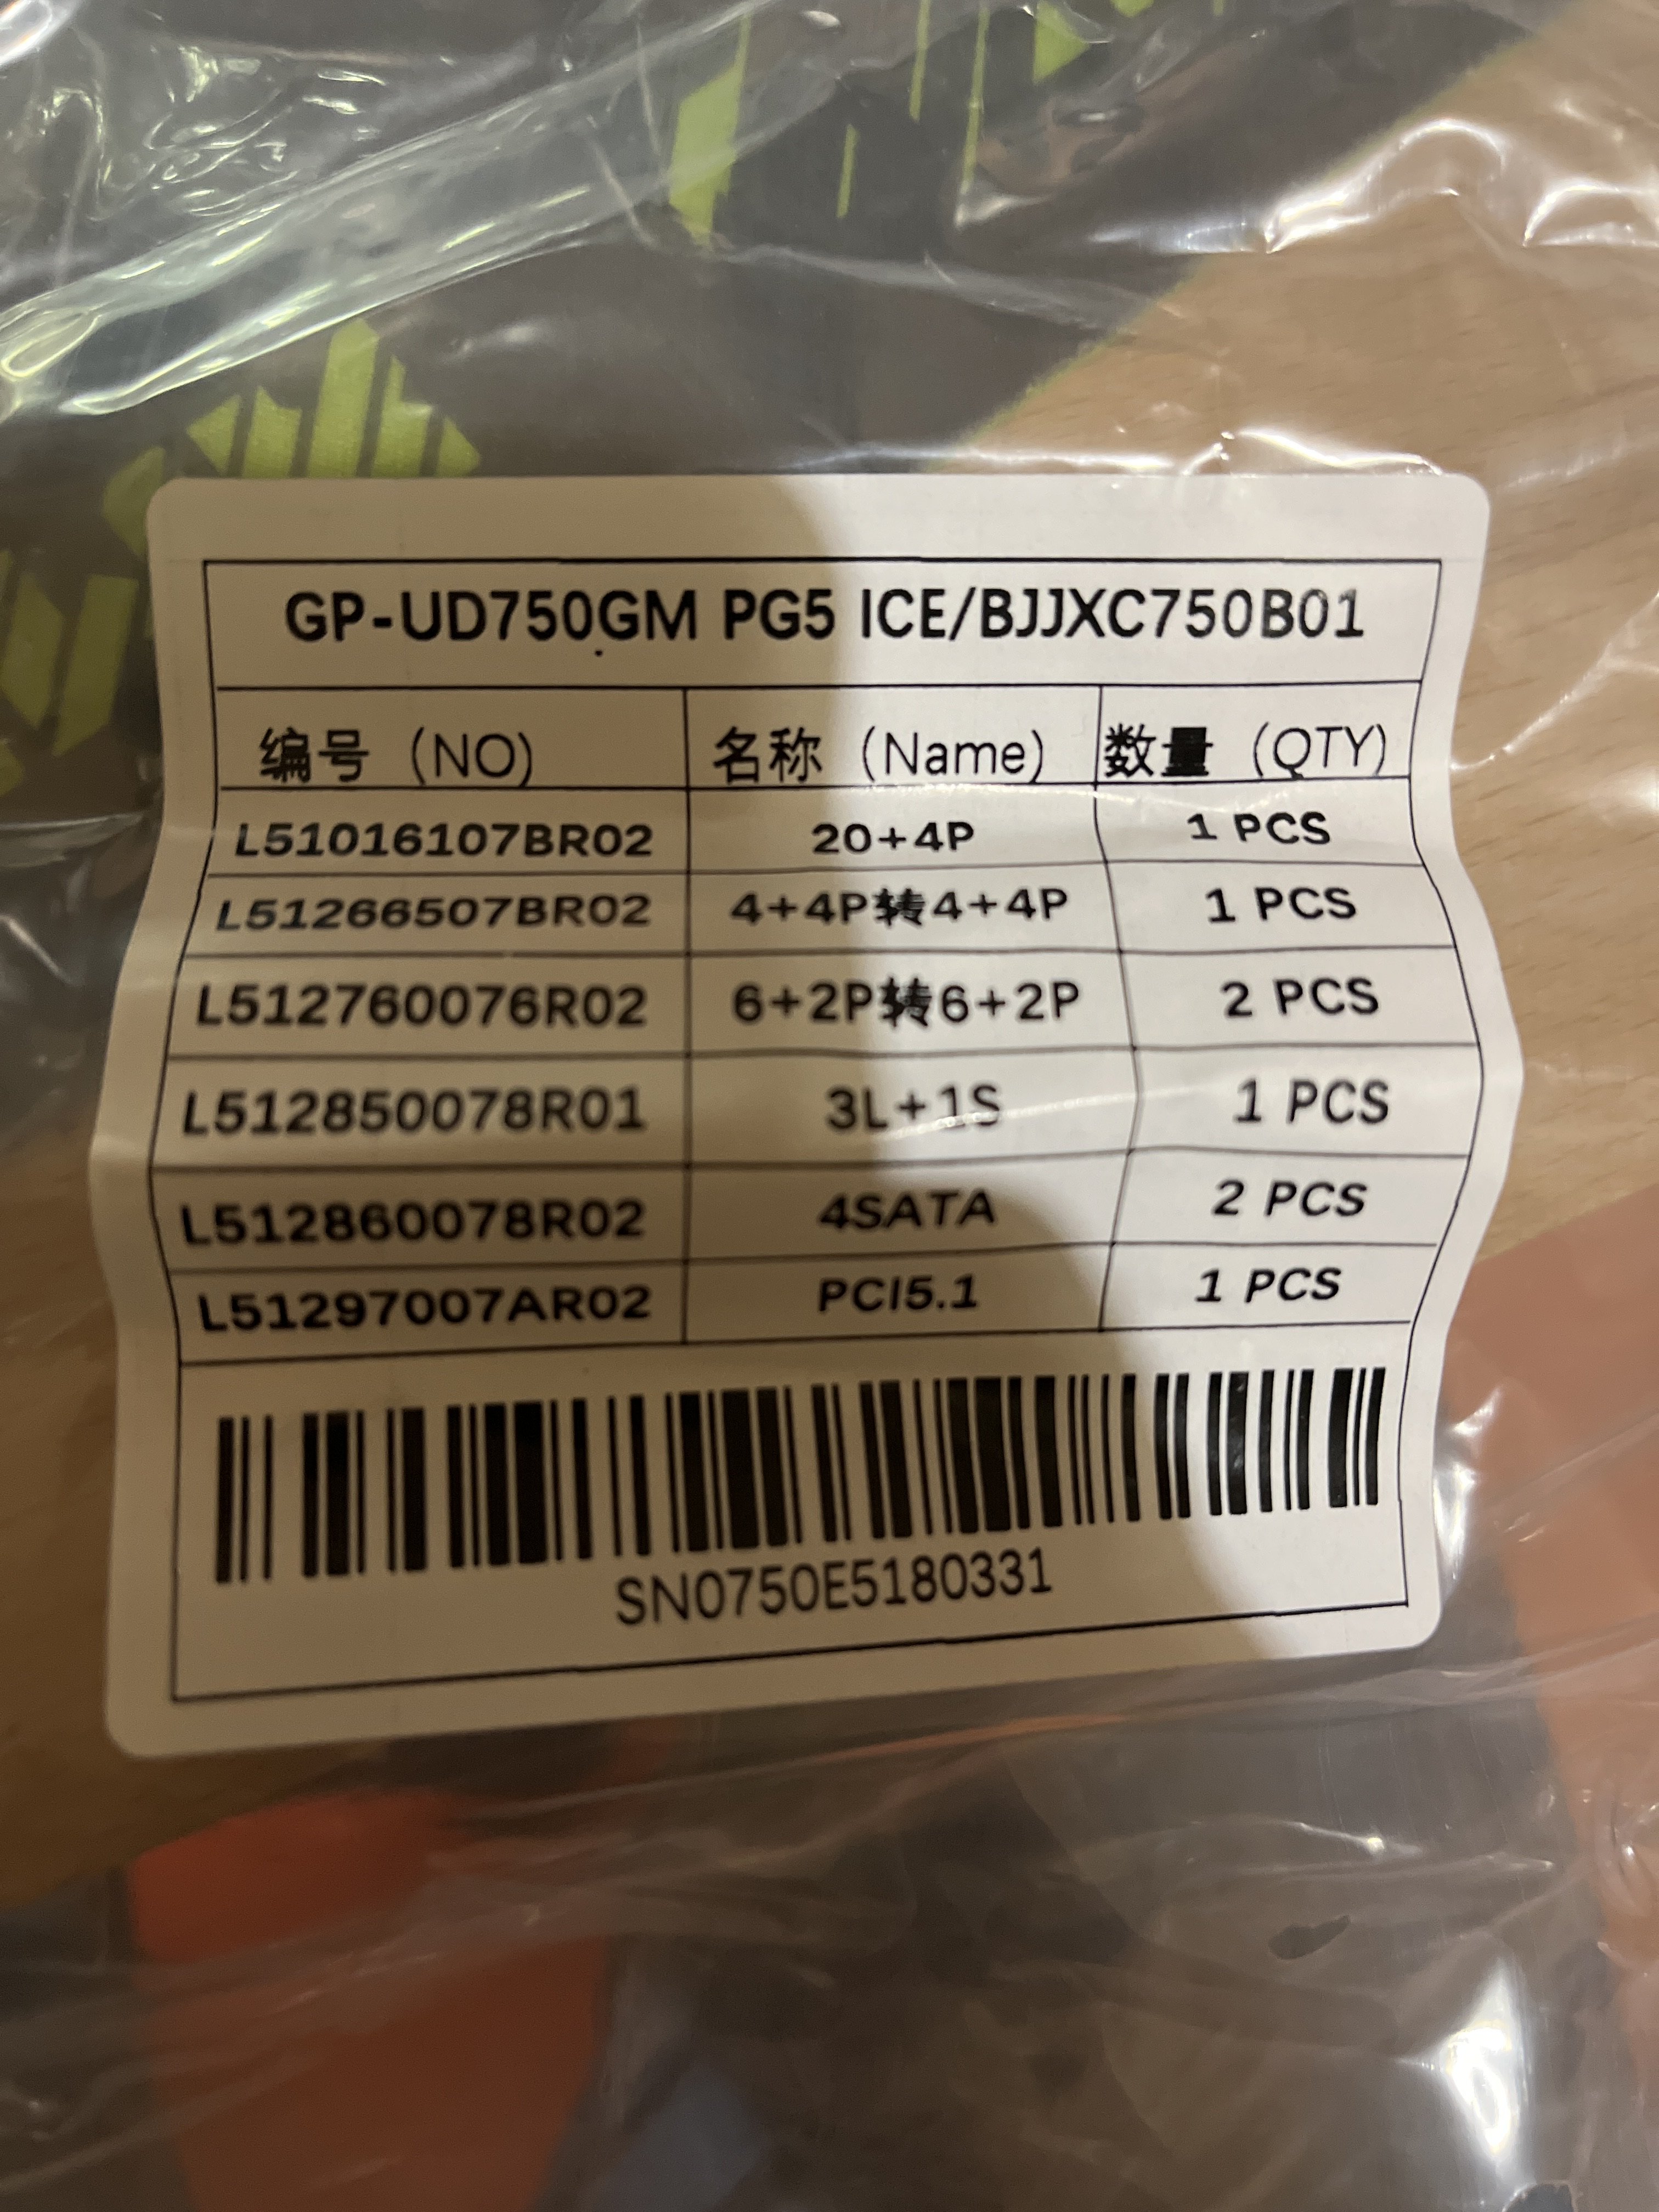 GP-UD750GM PG5 ICE/BJJXC750B01
编号（NO） 名称（Name） 数量（QTY）
L51016107BR02 20+4P 1 PCS
L51266507BR02 4+4P转4+4P 1 PCS
L512760076R02 6+2P转6+2P 2 PCS
L512850078R01 3L+1S 1 PCS
L512860078R02 4SATA 2 PCS
L51297007AR02 PCI5.1 1 PCS
SN0750E5180331